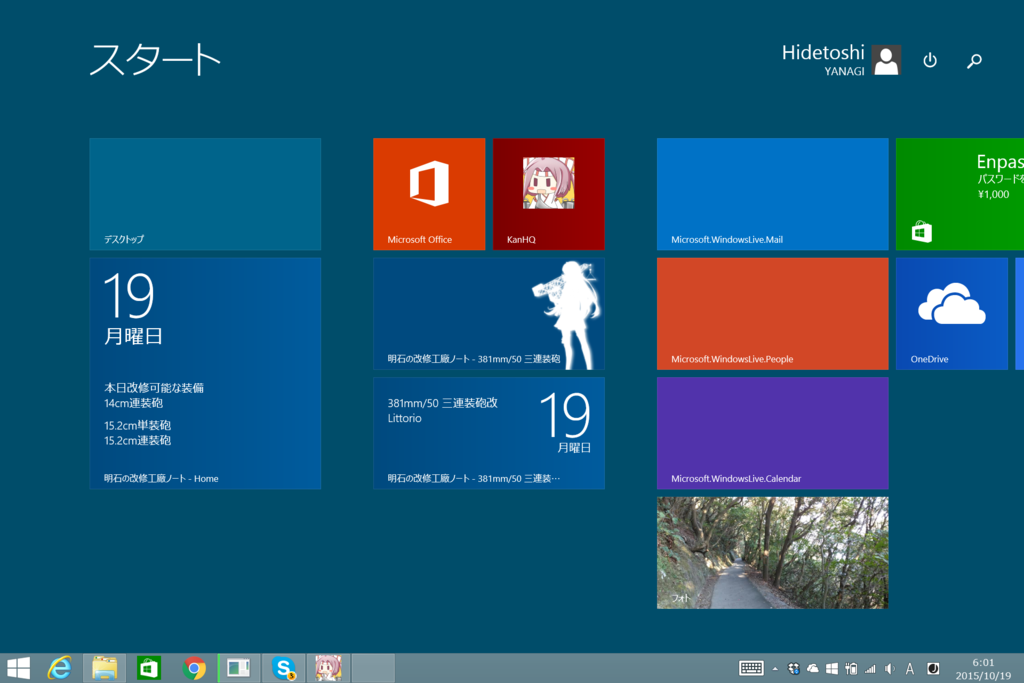 スタート
Hidetoshi
YANAGI
デスクトップ
19
月曜日
本日改修可能な装備
14cm連装砲
15.2cm単装砲
15.2cm連装砲
明石の改修工廠ノート - Home
Microsoft Office
KanHQ
明石の改修工廠ノート - 381mm/50 三連装砲
381mm/50 三連装砲改
Littorio
19
月曜日
明石の改修工廠ノート - 381mm/50 三連装…
Microsoft.WindowsLive.Mail
Microsoft.WindowsLive.People
Microsoft.WindowsLive.Calendar
フォト
Enpas
パスワードを
¥1,000
OneDrive
S
3
A
6:01
2015/10/19